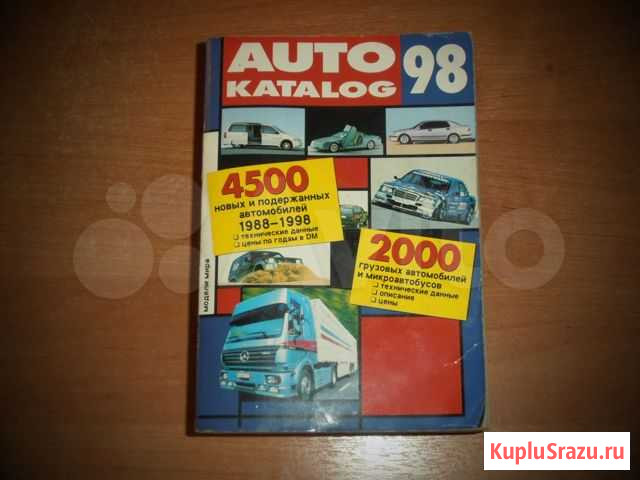 AUTO
KATALOG
98
4500
новых и подержанных
автомобилей
1988-1998
технические данные
цены по годам в DM
2000
грузовых автомобилей
и микроавтобусов
технические данные
описание
цены
модели мира
KupluSrazu.ru